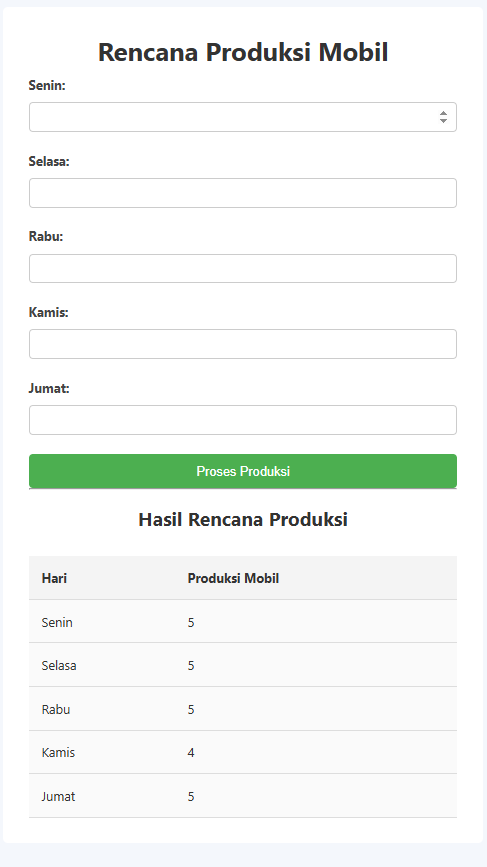 Rencana Produksi Mobil
Senin:
Selasa:
Rabu:
Kamis:
Jumat:
Proses Produksi
Hasil Rencana Produksi
Hari Produksi Mobil
Senin 5
Selasa 5
Rabu 5
Kamis 4
Jumat 5